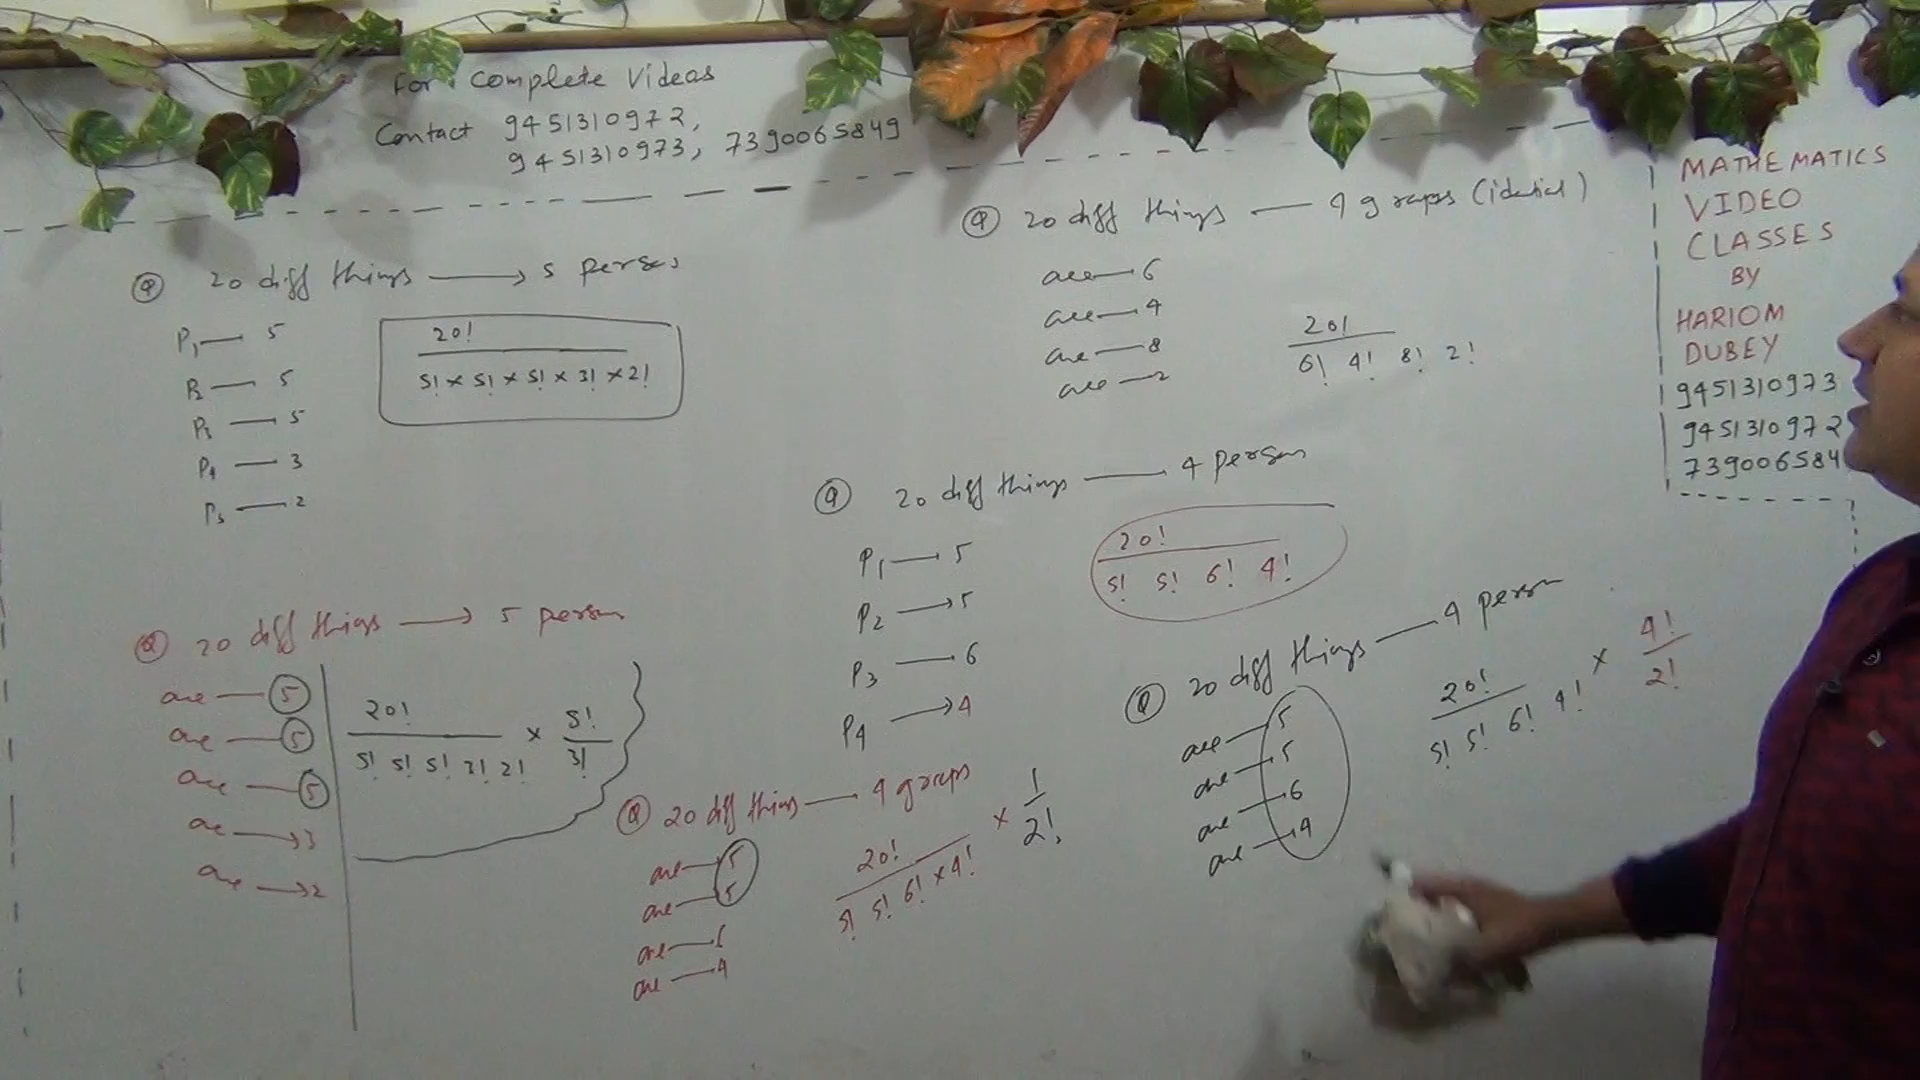 For Complete Videos
Contact 9451310972,
9451310973, 7390065849
Q 20 diff things → 5 persons
P1 — 5
P2 — 5
P3 — 5
P4 — 3
P5 — 2
20!
5! × 5! × 5! × 3! × 2!
Q 20 diff things → 5 person
one — 5
one — 5
one — 5
one → 3
one → 2
20!
5! 5! 5! 3! 2!
× 5!
3!
Q 20 diff things — 4 groups (identical)
one — 6
one — 4
one — 8
one — 2
20!
6! 4! 8! 2!
Q 20 diff things — 4 person
P1 — 5
P2 → 5
P3 — 6
P4 → 4
20!
5! 5! 6! 4!
Q 20 diff things — 4 groups
one — 5
one — 5
one — 6
one — 4
20!
5! 5! 6! × 4!
× 1
2!
Q 20 diff things — 4 person
one — 5
one — 5
one — 6
one — 4
20!
5! 5! 6! 4!
× 4!
2!
MATHEMATICS
VIDEO
CLASSES
BY
HARIOM
DUBEY
9451310973
9451310972
739006584